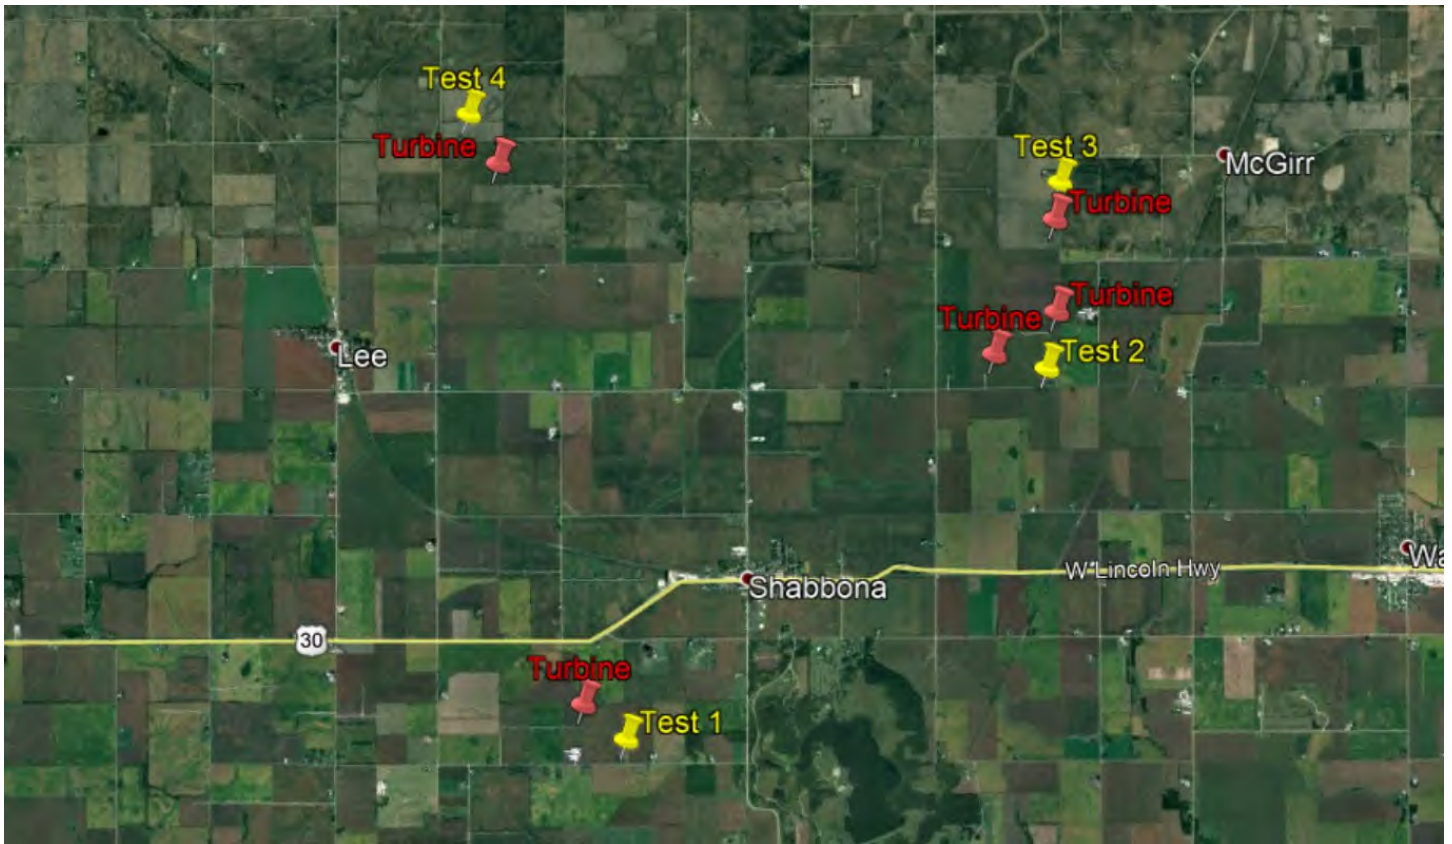 Test 4
Turbine
Test 3
McGirr
Turbine
Turbine
Turbine
Test 2
Lee
Wa
W Lincoln Hwy
Shabbona
30
Turbine
Test 1